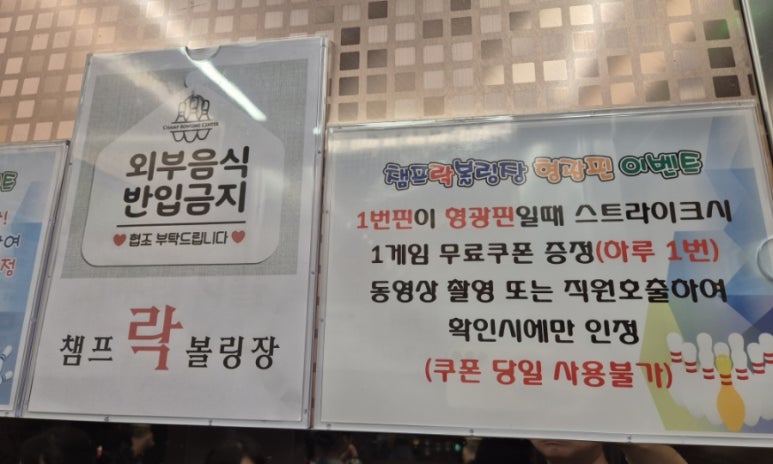 CHAMP BOWLING CENTER
외부음식
반입금지
협조 부탁드립니다
챔프 락 볼링장
챔프락볼링장 형광핀 이벤트
1번핀이 형광핀일때 스트라이크시
1게임 무료쿠폰 증정(하루 1번)
동영상 촬영 또는 직원호출하여
확인시에만 인정
(쿠폰 당일 사용불가)